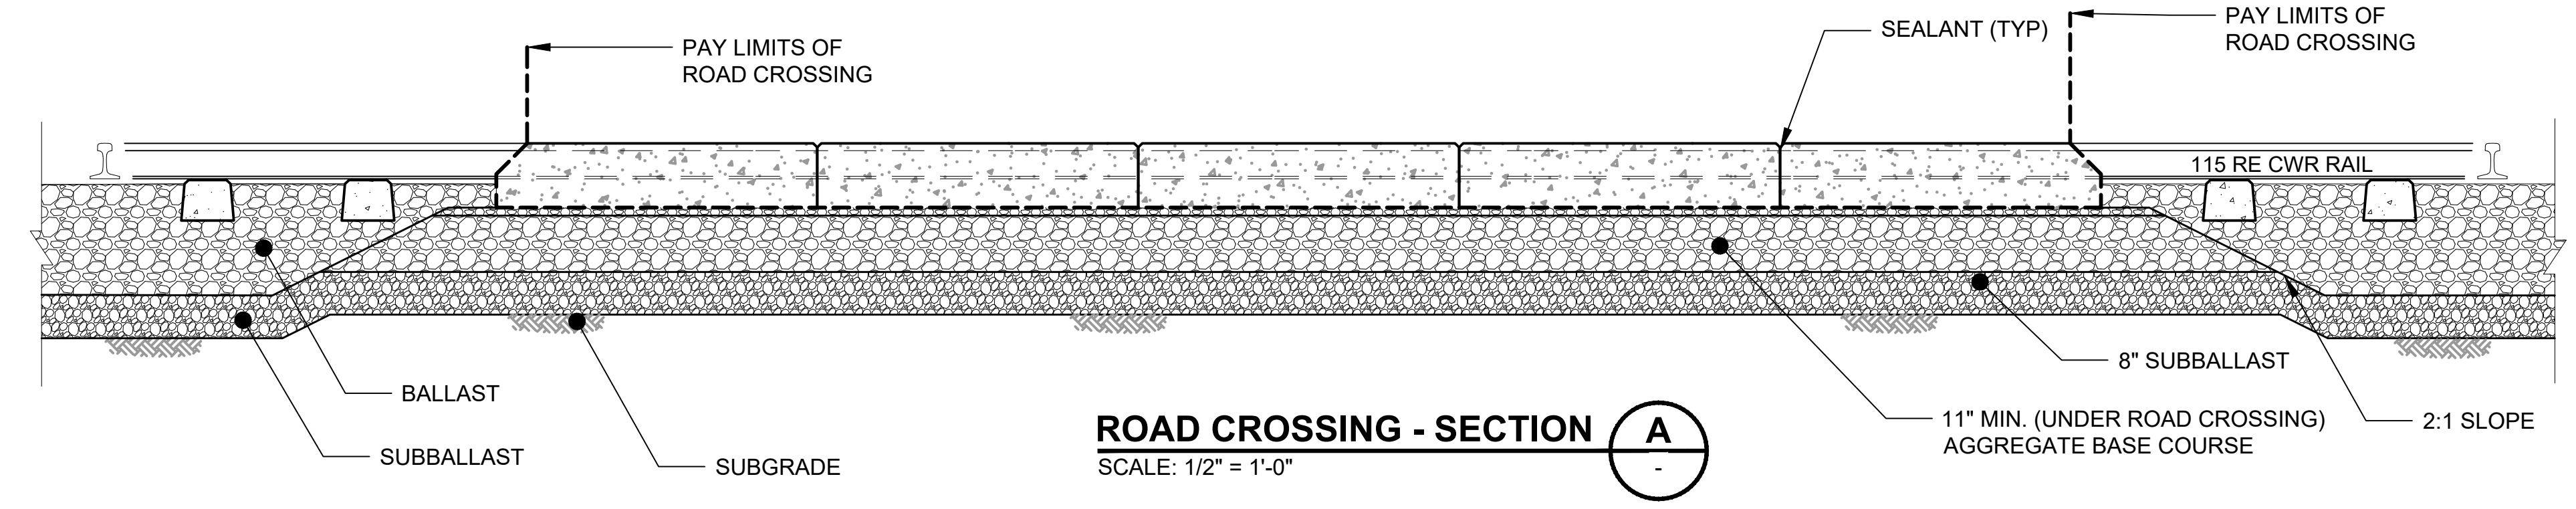 PAY LIMITS OF
ROAD CROSSING
SEALANT (TYP)
PAY LIMITS OF
ROAD CROSSING
115 RE CWR RAIL
BALLAST
SUBBALLAST
SUBGRADE
8" SUBBALLAST
11" MIN. (UNDER ROAD CROSSING)
AGGREGATE BASE COURSE
2:1 SLOPE
ROAD CROSSING - SECTION
SCALE: 1/2" = 1'-0"
A
-